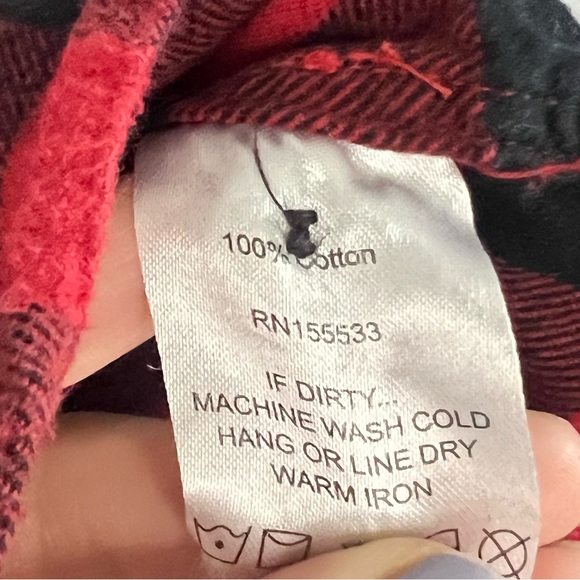 100% Cotton
RN155533
IF DIRTY...
MACHINE WASH COLD
HANG OR LINE DRY
WARM IRON